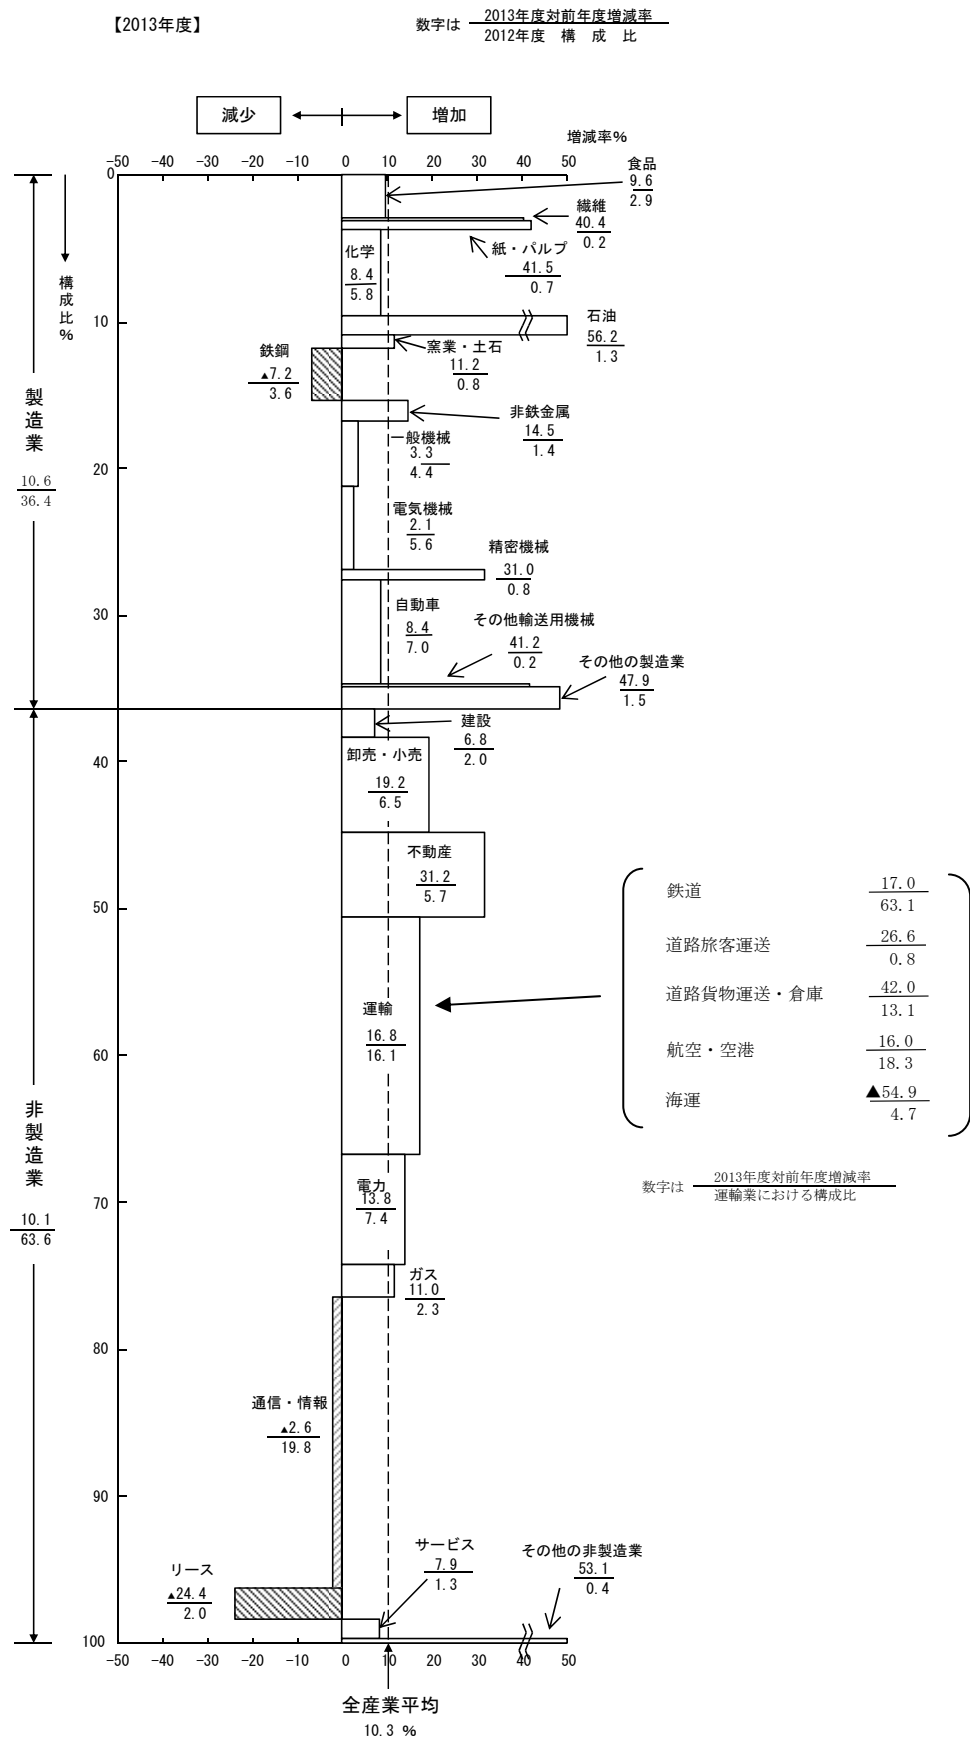 【2013年度】
数字は 2013年度対前年度増減率
2012年度 構 成 比
減少
増加
増減率%
-50 -40 -30 -20 -10 0 10 20 30 40 50
0
10
20
30
40
50
60
70
80
90
100
構成比%
製造業
10.6
36.4
非製造業
10.1
63.6
食品
9.6
2.9
繊維
40.4
0.2
紙・パルプ
41.5
0.7
化学
8.4
5.8
石油
56.2
1.3
窯業・土石
11.2
0.8
鉄鋼
▲7.2
3.6
非鉄金属
14.5
1.4
一般機械
3.3
4.4
電気機械
2.1
5.6
精密機械
31.0
0.8
自動車
8.4
7.0
その他輸送用機械
41.2
0.2
その他の製造業
47.9
1.5
建設
6.8
2.0
卸売・小売
19.2
6.5
不動産
31.2
5.7
運輸
16.8
16.1
鉄道 17.0
63.1
道路旅客運送 26.6
0.8
道路貨物運送・倉庫 42.0
13.1
航空・空港 16.0
18.3
海運 ▲54.9
4.7
数字は 2013年度対前年度増減率
運輸業における構成比
電力
13.8
7.4
ガス
11.0
2.3
通信・情報
▲2.6
19.8
リース
▲24.4
2.0
サービス
7.9
1.3
その他の非製造業
53.1
0.4
-50 -40 -30 -20 -10 0 10 20 30 40 50
全産業平均
10.3 %